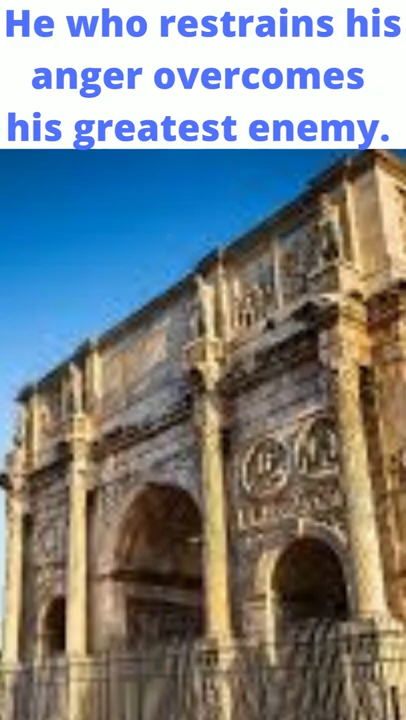 He who restrains his
anger overcomes
his greatest enemy.